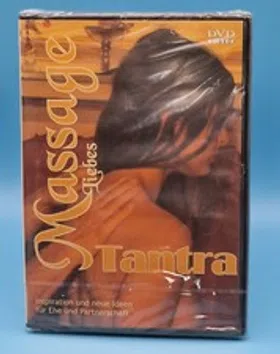 DVD
Massage
Liebes
Tantra
Inspiration und neue Ideen
für Ehe und Partnerschaft